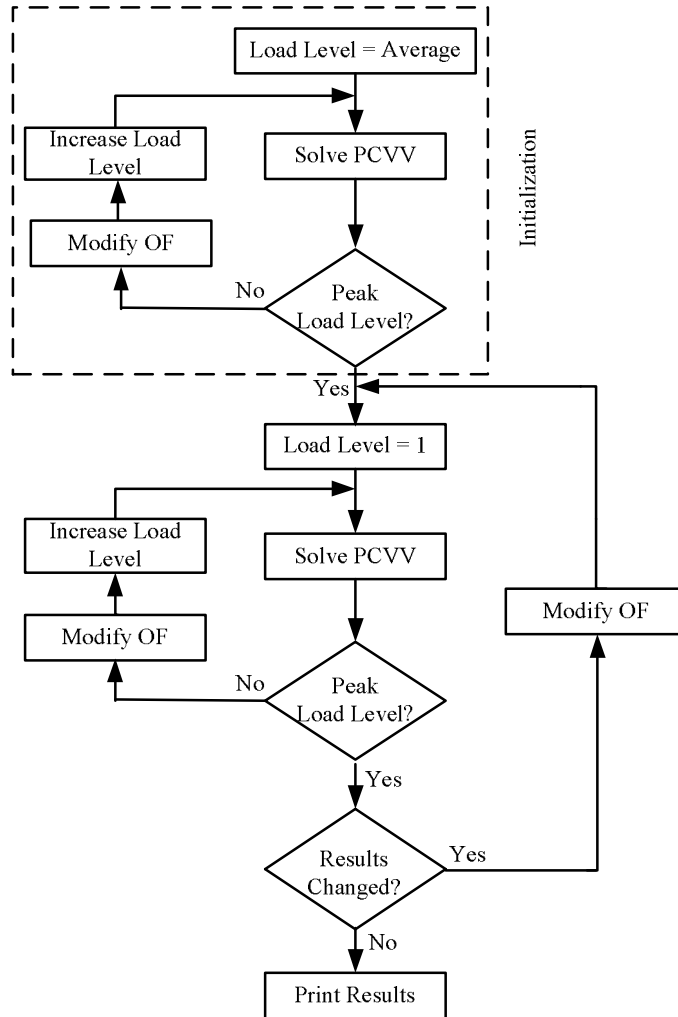 Load Level = Average
Increase Load
Level
Solve PCVV
Initialization
Modify OF
No
Peak
Load Level?
Yes
Load Level = 1
Increase Load
Level
Solve PCVV
Modify OF
Modify OF
No
Peak
Load Level?
Yes
Results
Changed?
Yes
No
Print Results